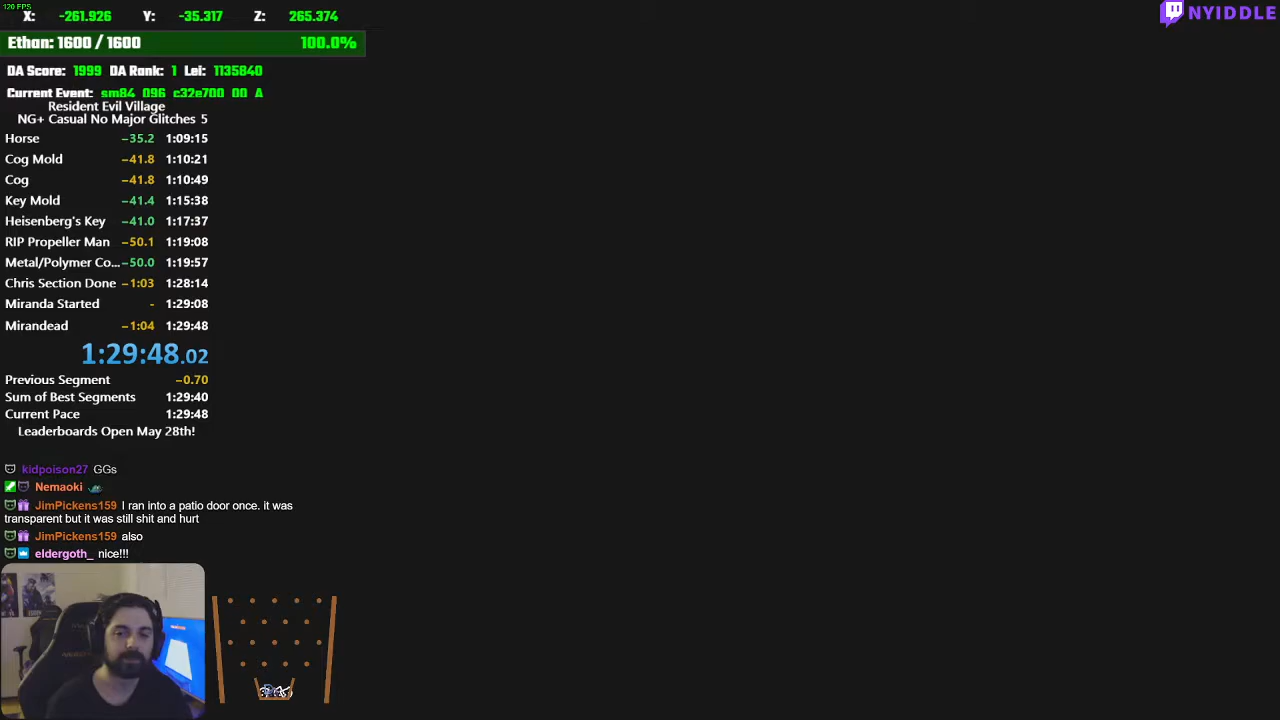 120 FPS
X: -261.926 Y: -35.317 Z: 265.374
NYIDDLE
Ethan: 1600 / 1600 100.0%
DA Score: 1999 DA Rank: 1 Lei: 1135840
Current Event: sm84_096_c32e700_00_A
Resident Evil Village
NG+ Casual No Major Glitches 5
Horse −35.2 1:09:15
Cog Mold −41.8 1:10:21
Cog −41.8 1:10:49
Key Mold −41.4 1:15:38
Heisenberg's Key −41.0 1:17:37
RIP Propeller Man −50.1 1:19:08
Metal/Polymer Co... −50.0 1:19:57
Chris Section Done −1:03 1:28:14
Miranda Started - 1:29:08
Mirandead −1:04 1:29:48
1:29:48.02
Previous Segment −0.70
Sum of Best Segments 1:29:40
Current Pace 1:29:48
Leaderboards Open May 28th!
kidpoison27 GGs
Nemaoki
JimPickens159 I ran into a patio door once. it was
transparent but it was still shit and hurt
JimPickens159 also
eldergoth_ nice!!!